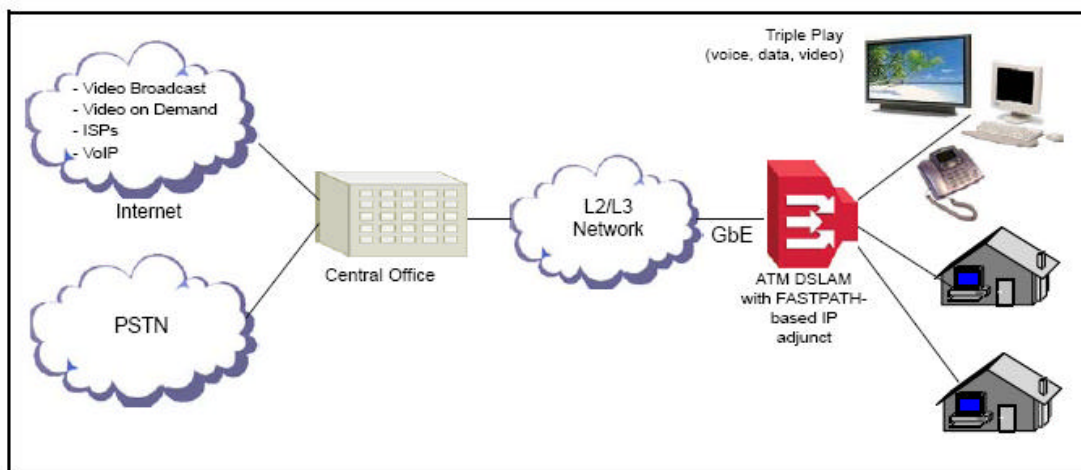 Triple Play
(voice, data, video)
- Video Broadcast
- Video on Demand
- ISPs
- VoIP
Internet
PSTN
Central Office
L2/L3
Network
GbE
ATM DSLAM
with FASTPATH-
based IP
adjunct